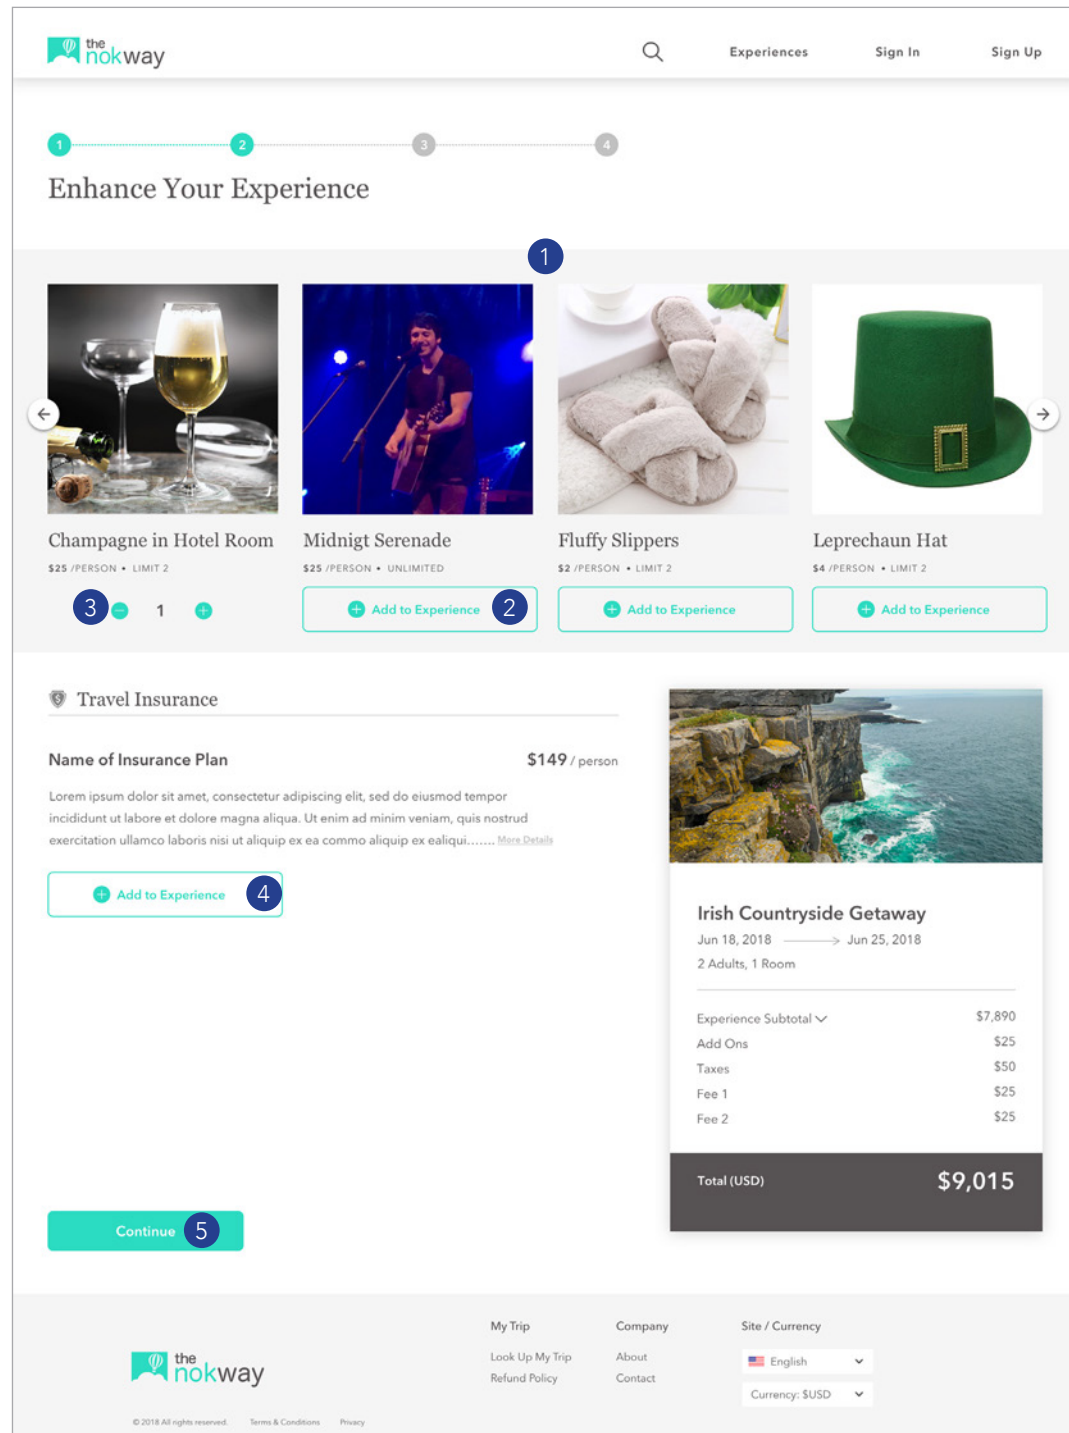 the
nokway
Experiences
Sign In
Sign Up
1
2
3
4
Enhance Your Experience
1
Champagne in Hotel Room
$25 /PERSON • LIMIT 2
3
1
Midnigt Serenade
$25 /PERSON • UNLIMITED
Add to Experience
2
Fluffy Slippers
$2 /PERSON • LIMIT 2
Add to Experience
Leprechaun Hat
$4 /PERSON • LIMIT 2
Add to Experience
Travel Insurance
Name of Insurance Plan
$149 / person
Lorem ipsum dolor sit amet, consectetur adipiscing elit, sed do eiusmod tempor
incididunt ut labore et dolore magna aliqua. Ut enim ad minim veniam, quis nostrud
exercitation ullamco laboris nisi ut aliquip ex ea commo aliquip ex ealiqui....... More Details
Add to Experience
4
Irish Countryside Getaway
Jun 18, 2018
Jun 25, 2018
2 Adults, 1 Room
Experience Subtotal
$7,890
Add Ons
$25
Taxes
$50
Fee 1
$25
Fee 2
$25
Total (USD)
$9,015
Continue
5
the
nokway
© 2018 All rights reserved.
Terms & Conditions
Privacy
My Trip
Look Up My Trip
Refund Policy
Company
About
Contact
Site / Currency
English
Currency: $USD